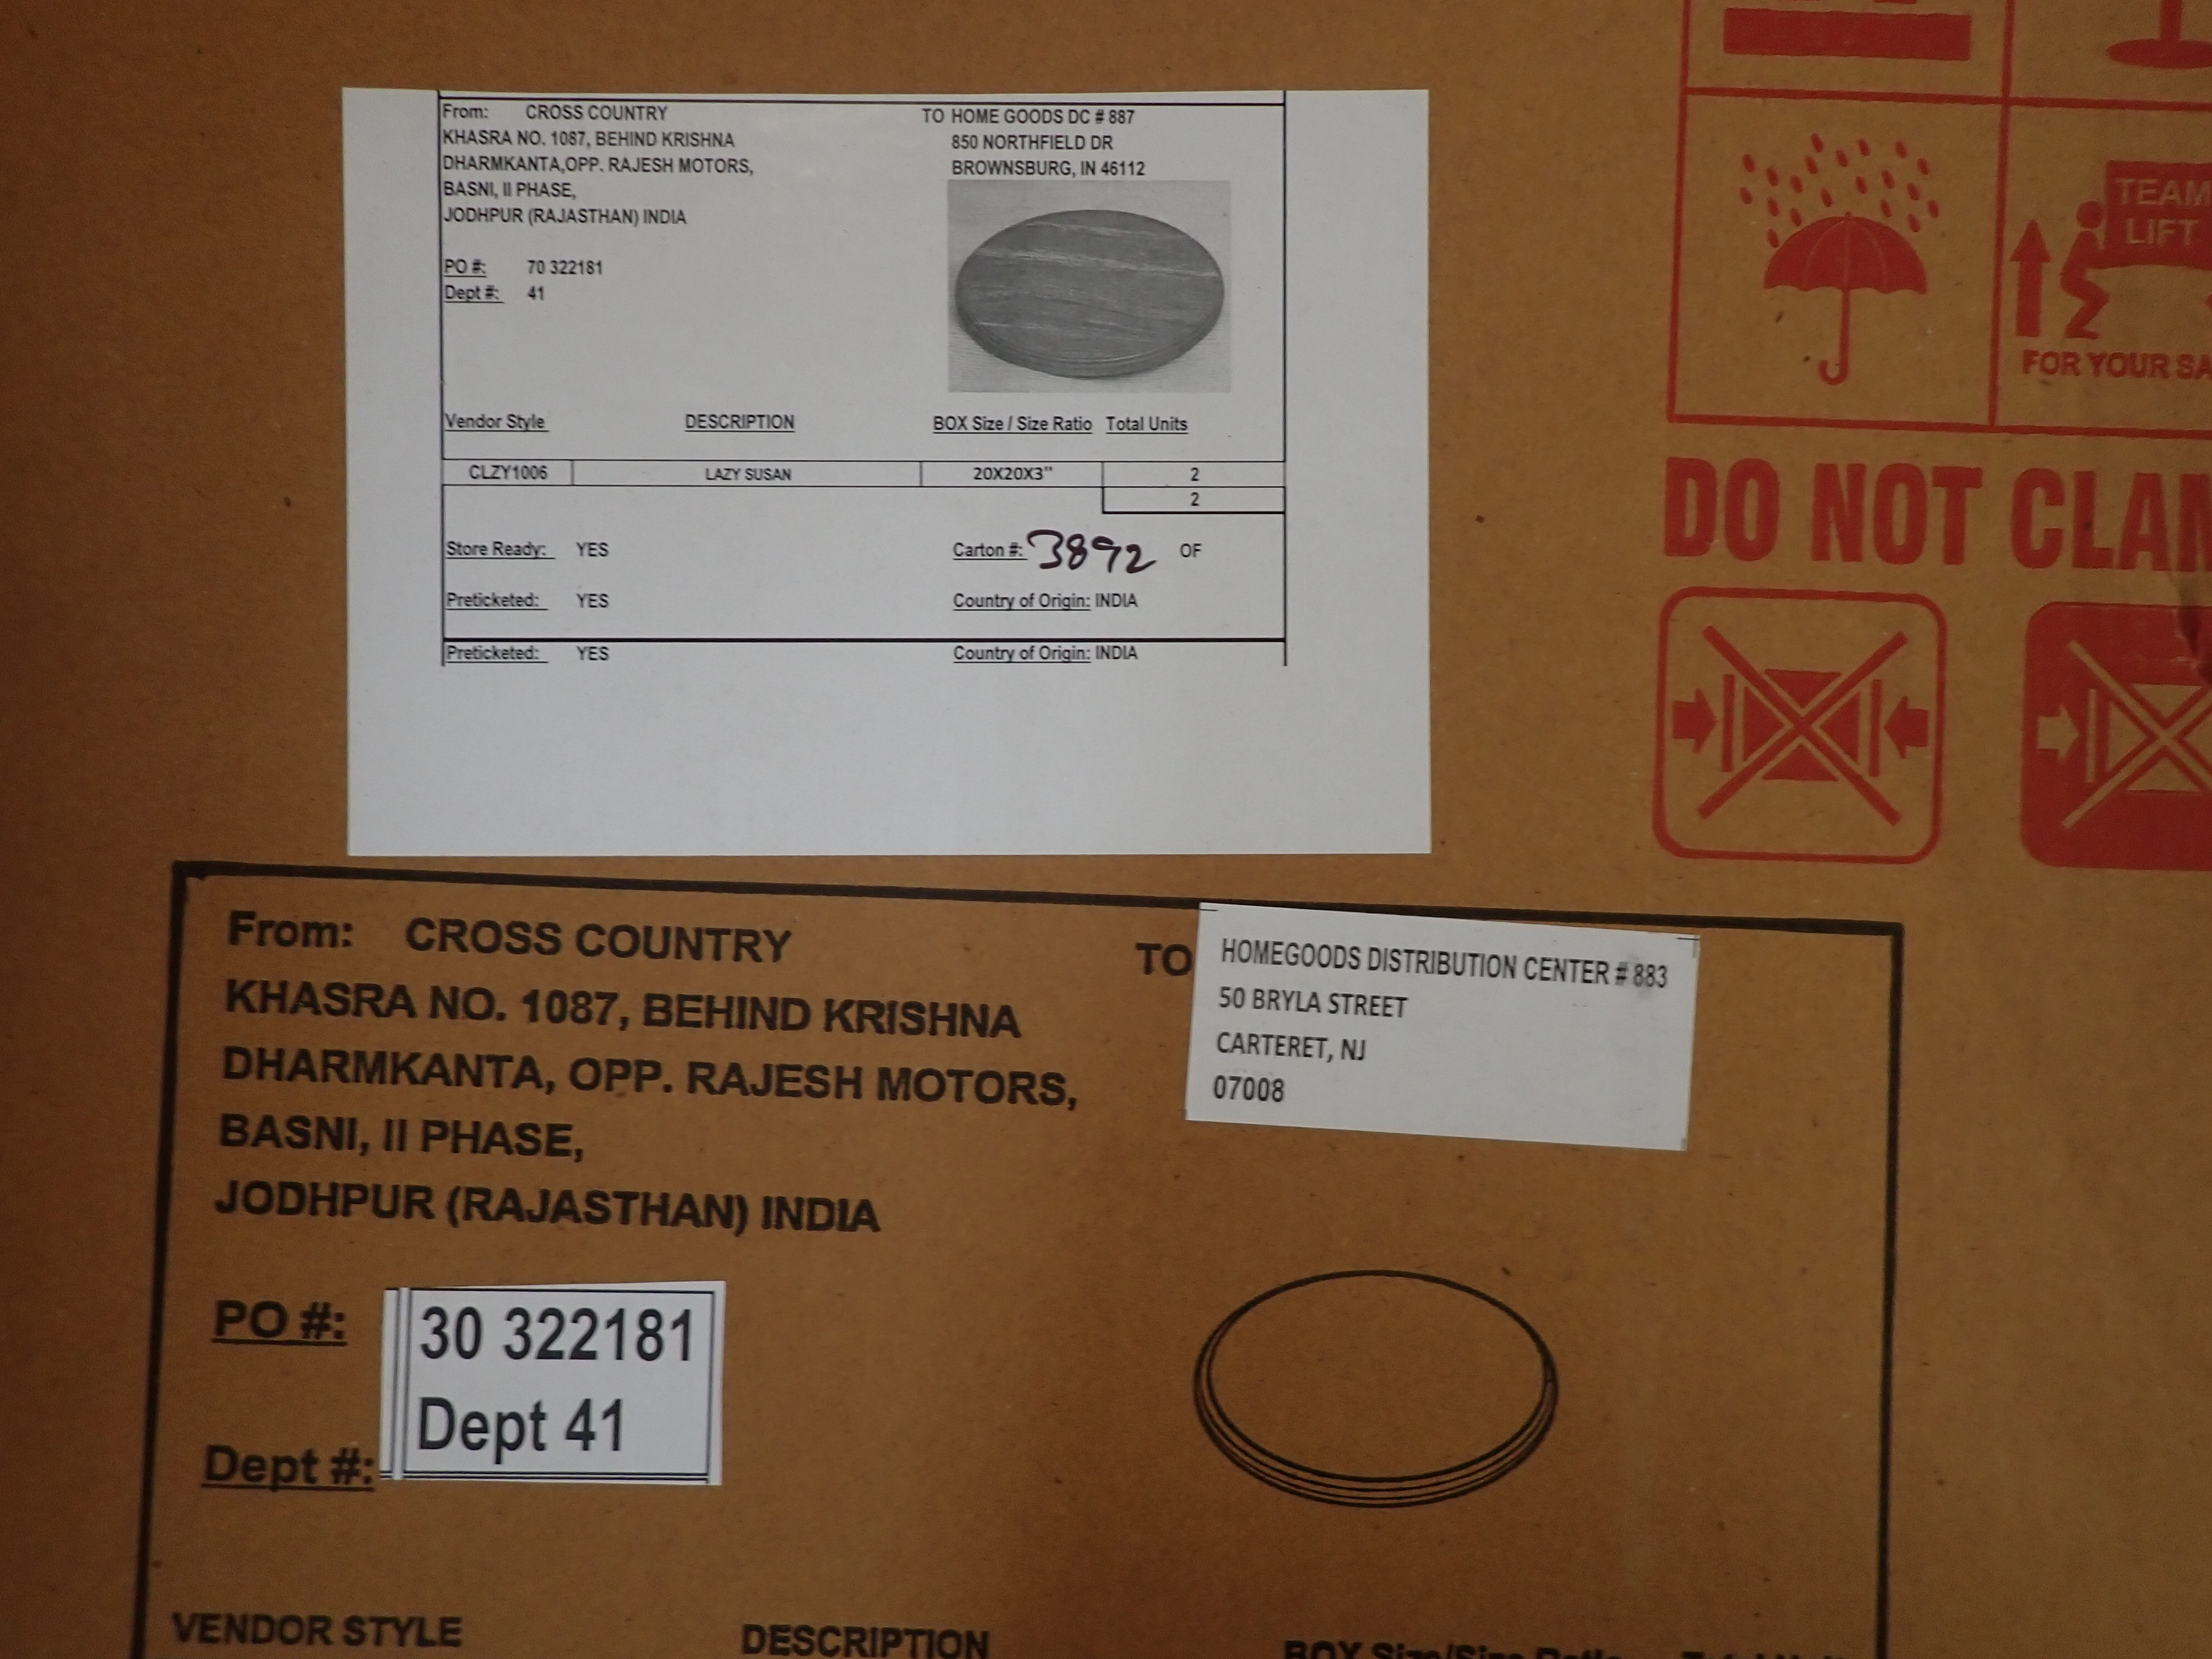 From: CROSS COUNTRY
KHASRA NO. 1087, BEHIND KRISHNA
DHARMKANTA,OPP. RAJESH MOTORS,
BASNI, II PHASE,
JODHPUR (RAJASTHAN) INDIA
PO #: 70 322181
Dept #: 41
TO HOME GOODS DC # 887
850 NORTHFIELD DR
BROWNSBURG, IN 46112
Vendor Style DESCRIPTION BOX Size / Size Ratio Total Units
CLZY1006 LAZY SUSAN 20X20X3" 2
2
Store Ready: YES Carton #: 3892 OF
Preticketed: YES Country of Origin: INDIA
Preticketed: YES Country of Origin: INDIA
TEAM
LIFT
FOR YOUR
DO NOT
From: CROSS COUNTRY
KHASRA NO. 1087, BEHIND KRISHNA
DHARMKANTA, OPP. RAJESH MOTORS,
BASNI, II PHASE,
JODHPUR (RAJASTHAN) INDIA
TO
HOMEGOODS DISTRIBUTION CENTER # 883
50 BRYLA STREET
CARTERET, NJ
07008
PO #: 30 322181
Dept #: Dept 41
VENDOR STYLE DESCRIPTION BOX Size/Size Ratio